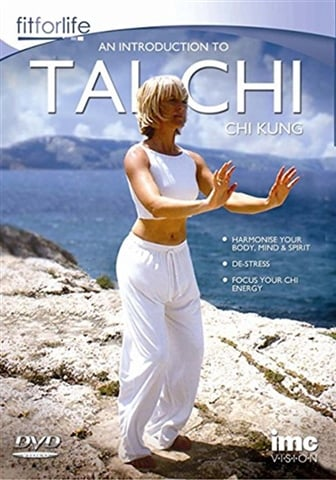 fitforlife
AN INTRODUCTION TO
TAI CHI
CHI KUNG
HARMONISE YOUR
BODY, MIND & SPIRIT
DE-STRESS
FOCUS YOUR CHI
ENERGY
DVD
imc
VISION